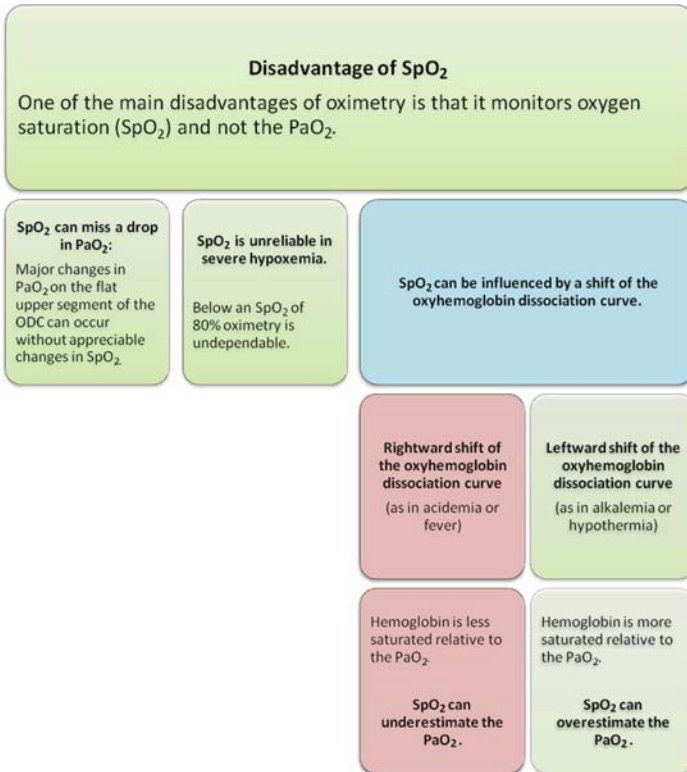 Disadvantage of SpO₂
One of the main disadvantages of oximetry is that it monitors oxygen
saturation (SpO₂) and not the PaO₂.
SpO₂ can miss a drop
in PaO₂:
Major changes in
PaO₂ on the flat
upper segment of the
ODC can occur
without appreciable
changes in SpO₂.
SpO₂ is unreliable in
severe hypoxemia.
Below an SpO₂ of
80% oximetry is
undependable.
SpO₂ can be influenced by a shift of the
oxyhemoglobin dissociation curve.
Rightward shift of
the oxyhemoglobin
dissociation curve
(as in acidemia or
fever)
Leftward shift of the
oxyhemoglobin
dissociation curve
(as in alkalemia or
hypothermia)
Hemoglobin is less
saturated relative to
the PaO₂.
SpO₂ can
underestimate the
PaO₂.
Hemoglobin is more
saturated relative to
the PaO₂.
SpO₂ can
overestimate the
PaO₂.